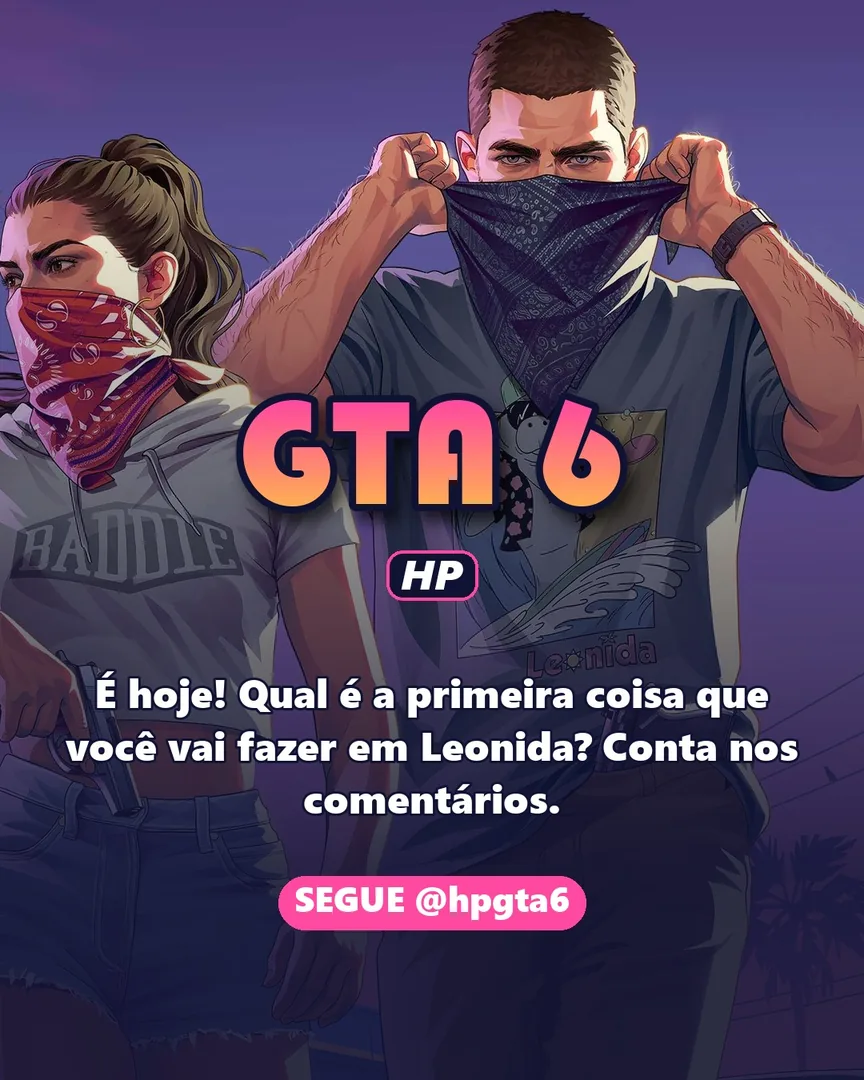 BADDIE
GTA 6
HP
Leonida
É hoje! Qual é a primeira coisa que
você vai fazer em Leonida? Conta nos
comentários.
SEGUE @hpgta6